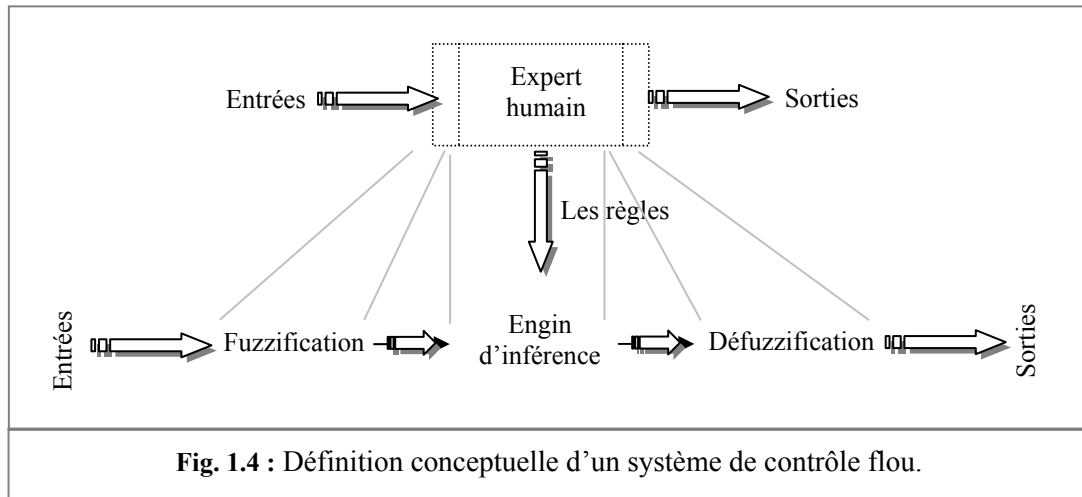 Entrées
Expert
humain
Sorties
Les règles
Entrées
Fuzzification
Engin
d’inférence
Défuzzification
Sorties
Fig. 1.4 : Définition conceptuelle d’un système de contrôle flou.